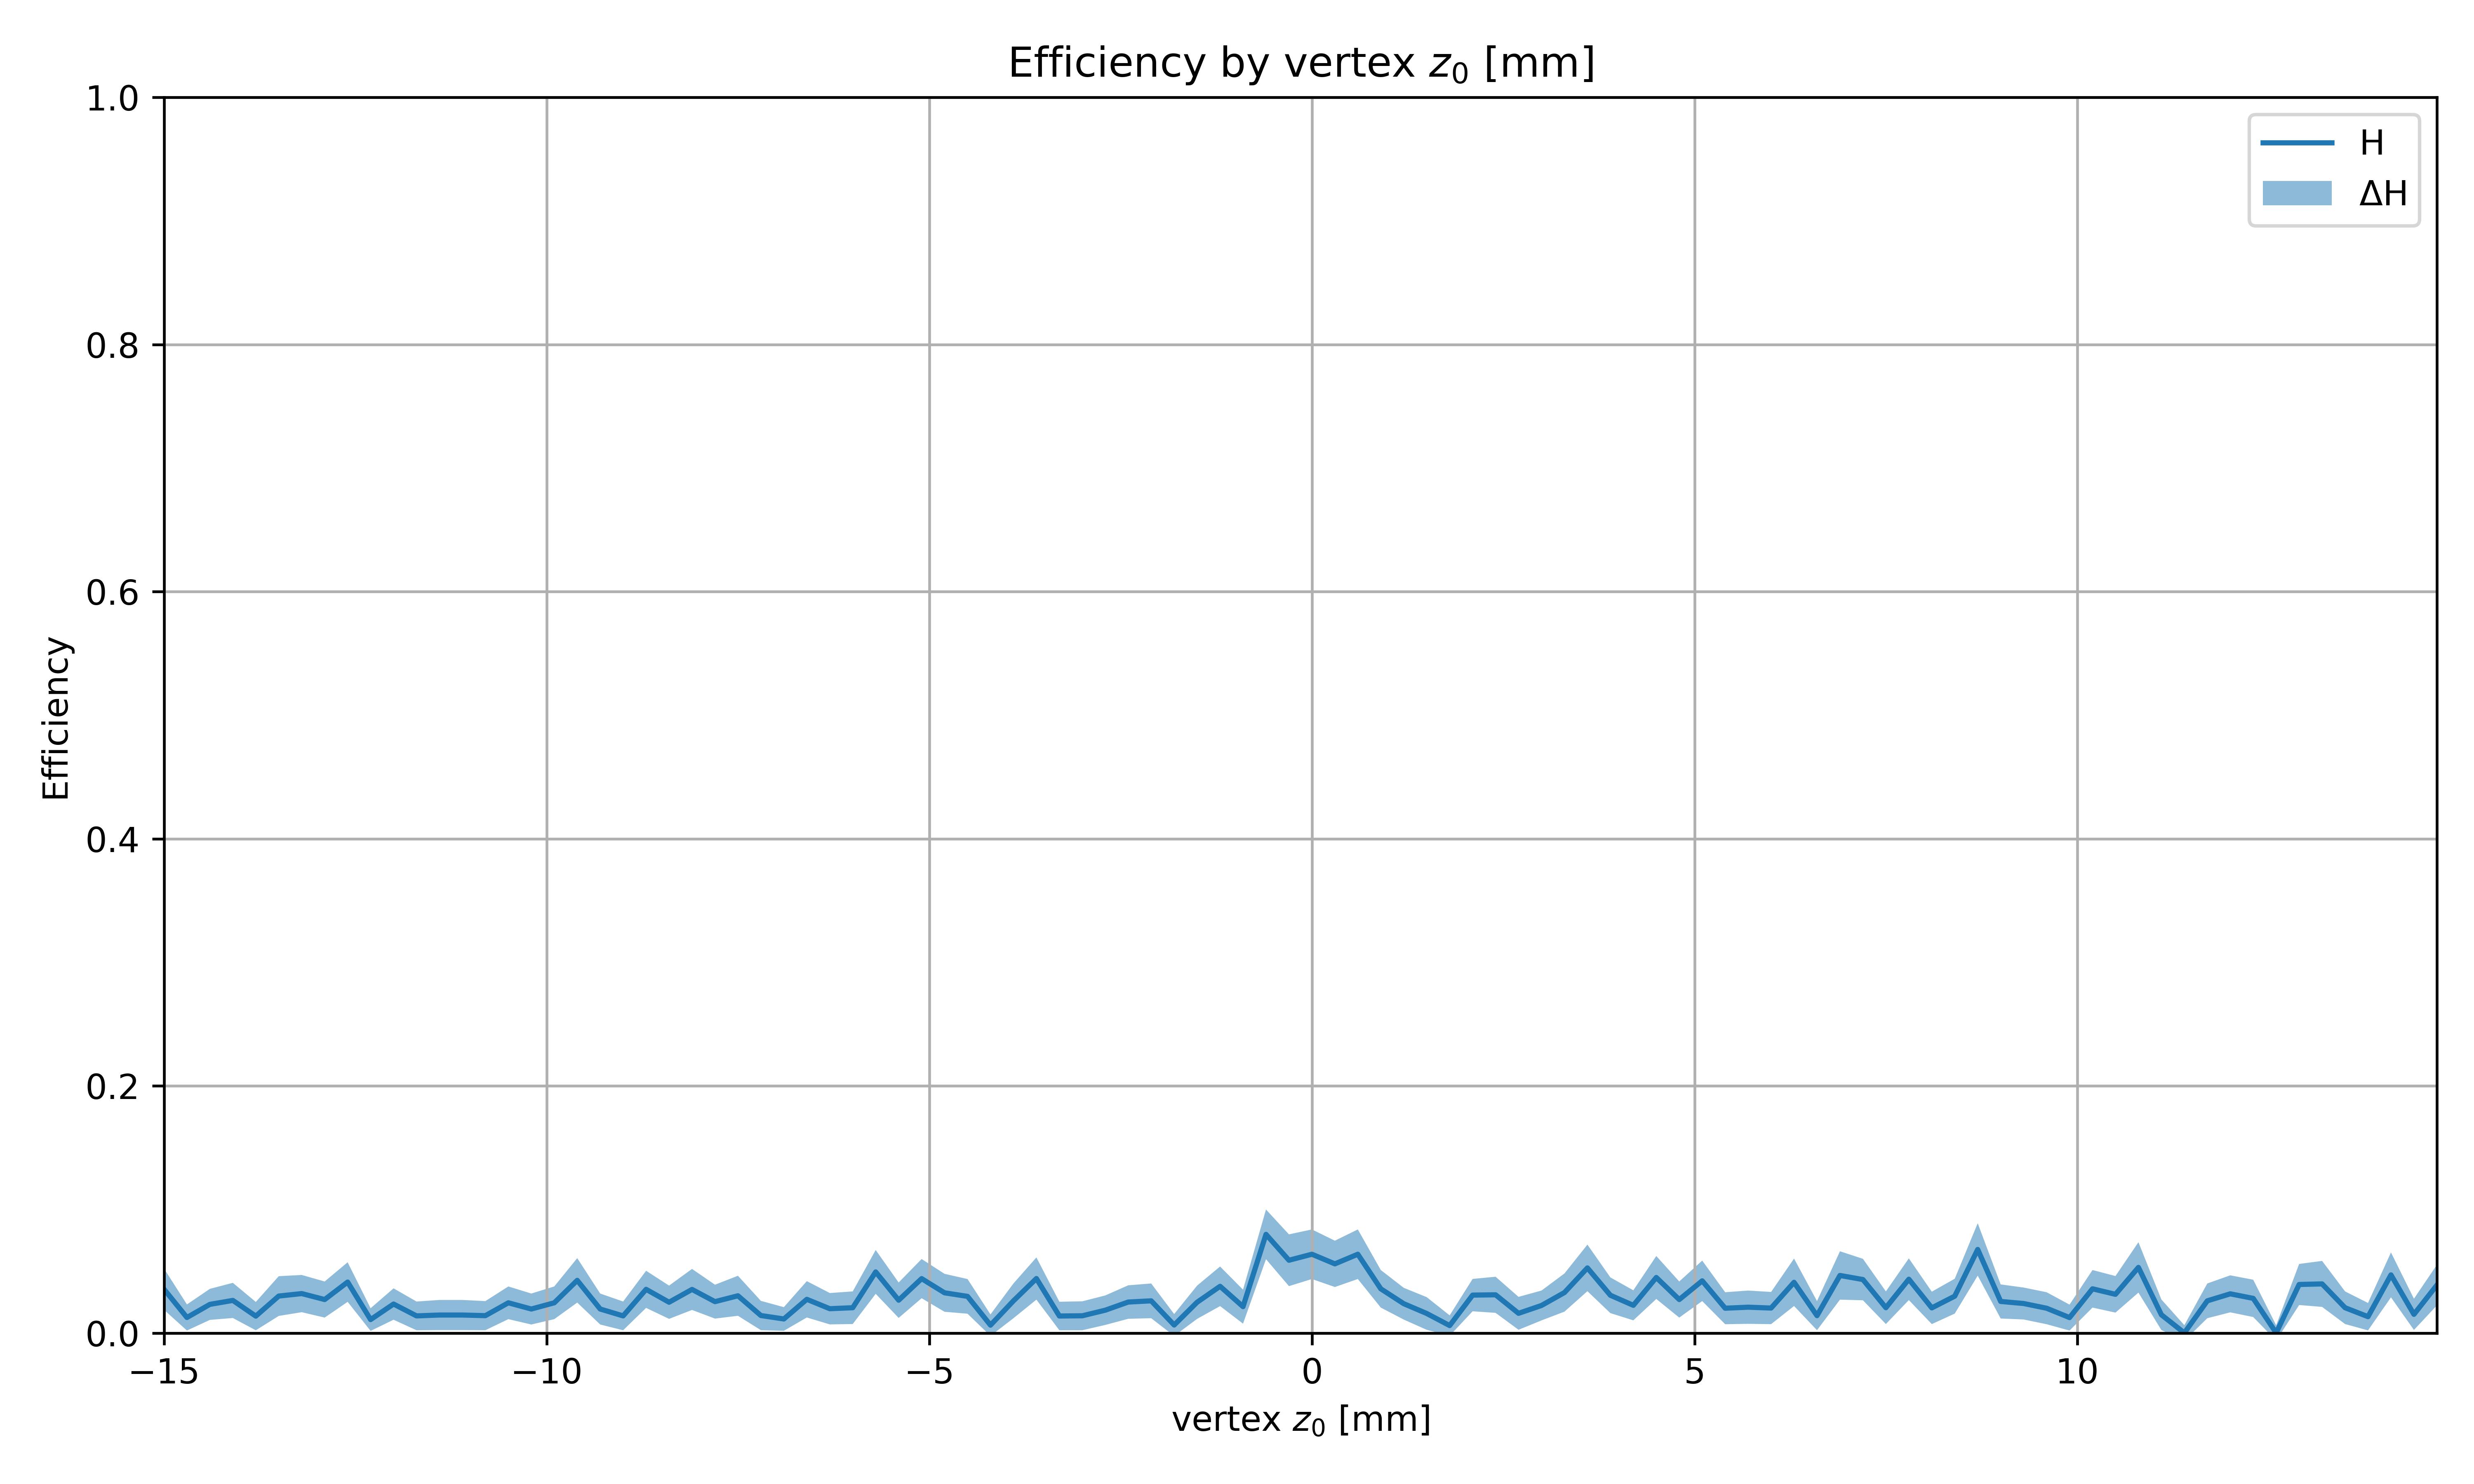 Efficiency by vertex z₀ [mm]
H
ΔH
Efficiency
1.0
0.8
0.6
0.4
0.2
0.0
−15
−10
−5
0
5
10
vertex z₀ [mm]